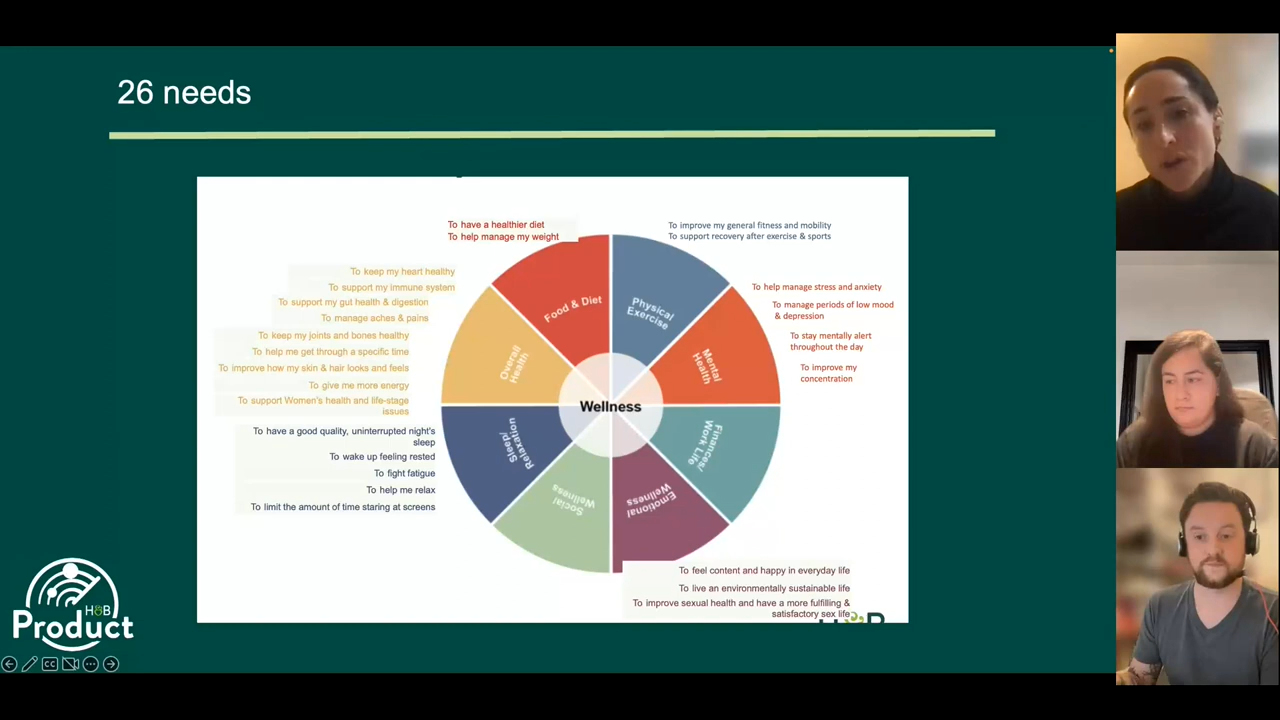 26 needs
To have a healthier diet
To help manage my weight
To improve my general fitness and mobility
To support recovery after exercise & sports
To keep my heart healthy
To support my immune system
To support my gut health & digestion
To manage aches & pains
To keep my joints and bones healthy
To help me get through a specific time
To improve how my skin & hair looks and feels
To give me more energy
To support Women's health and life-stage
issues
To have a good quality, uninterrupted night's
sleep
To wake up feeling rested
To fight fatigue
To help me relax
To limit the amount of time staring at screens
Food & Diet
Physical
Exercise
Overall
Health
Mental
Health
Wellness
Sleep/
Relaxation
Finances/
Work Life
Social
Wellness
Emotional
Wellness
To help manage stress and anxiety
To manage periods of low mood
& depression
To stay mentally alert
throughout the day
To improve my
concentration
To feel content and happy in everyday life
To live an environmentally sustainable life
To improve sexual health and have a more fulfilling &
satisfactory sex life
H&B
Product
CC